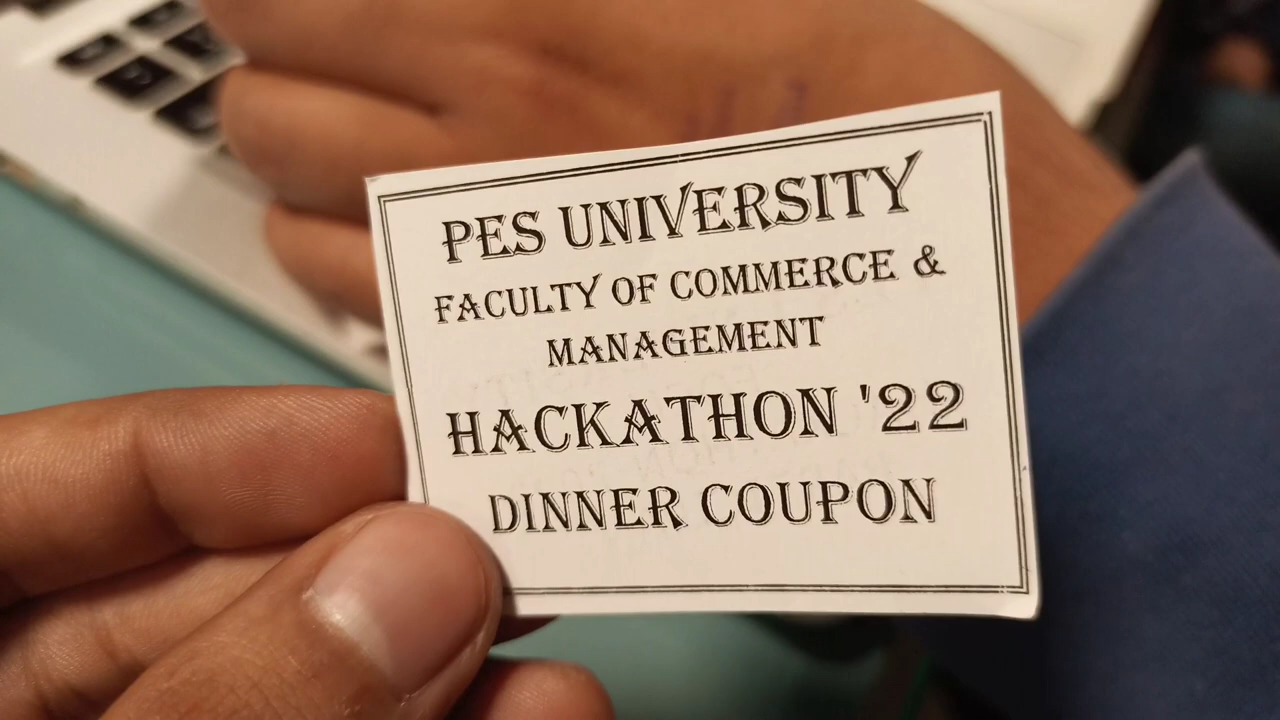 PES UNIVERSITY
FACULTY OF COMMERCE &
MANAGEMENT
HACKATHON '22
DINNER COUPON